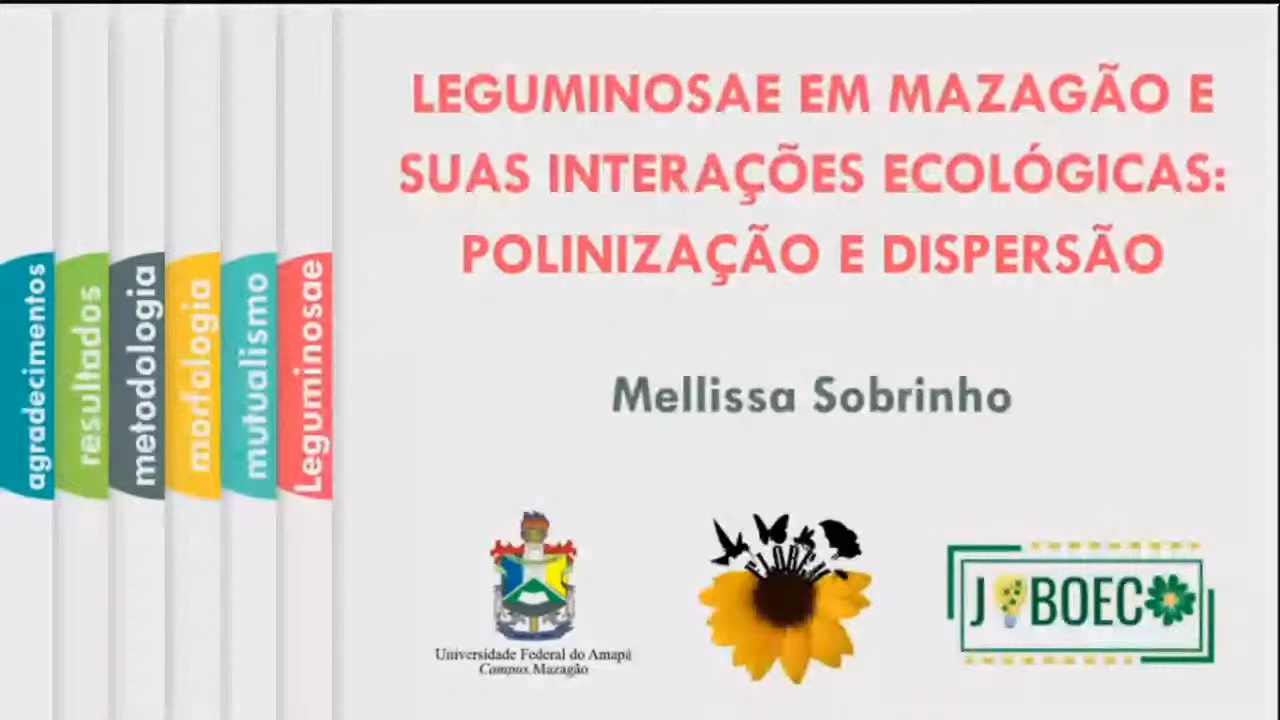 LEGUMINOSAE EM MAZAGÃO E
SUAS INTERAÇÕES ECOLÓGICAS:
POLINIZAÇÃO E DISPERSÃO
Mellissa Sobrinho
agradecimentos
resultados
metodologia
morfologia
mutualismo
Leguminosae
Universidade Federal do Amapá
Campus Mazagão